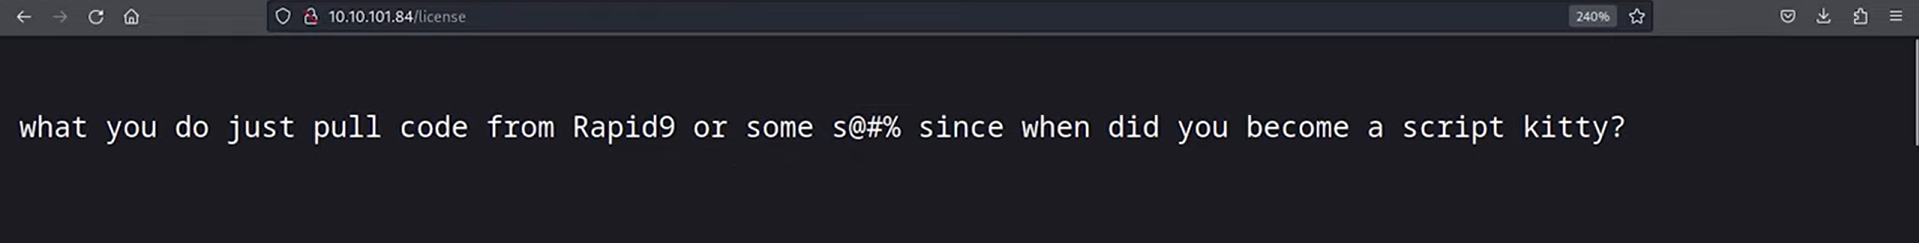 10.10.101.84/license
240%
what you do just pull code from Rapid9 or some s@#% since when did you become a script kitty?